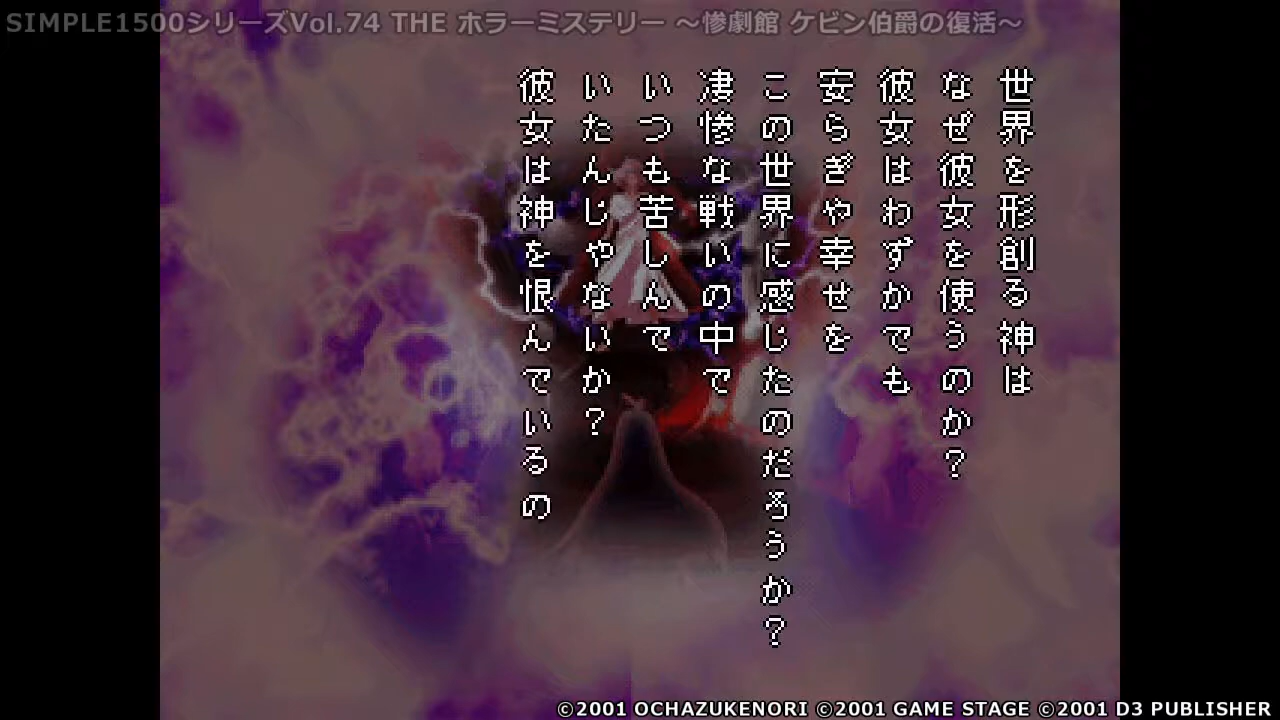 SIMPLE1500シリーズVol.74 THE ホラーミステリー ～惨劇館 ケビン伯爵の復活～
世界を形創る神は
なぜ彼女を使うのか?
彼女はわずかでも
安らぎや幸せを
この世界に感じたのだろうか?
凄惨な戦いの中で
いつも苦しんで
いたんじゃないか?
彼女は神を恨んでいるの
©2001 OCHAZUKENORI ©2001 GAME STAGE ©2001 D3 PUBLISHER